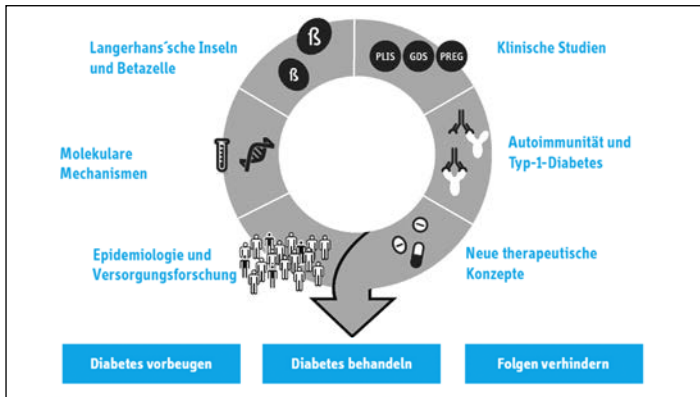 Langerhans´sche Inseln
und Betazelle
ß
ß
PLIS GDS PREG
Klinische Studien
Molekulare
Mechanismen
Autoimmunität und
Typ-1-Diabetes
Epidemiologie und
Versorgungsforschung
Neue therapeutische
Konzepte
Diabetes vorbeugen
Diabetes behandeln
Folgen verhindern